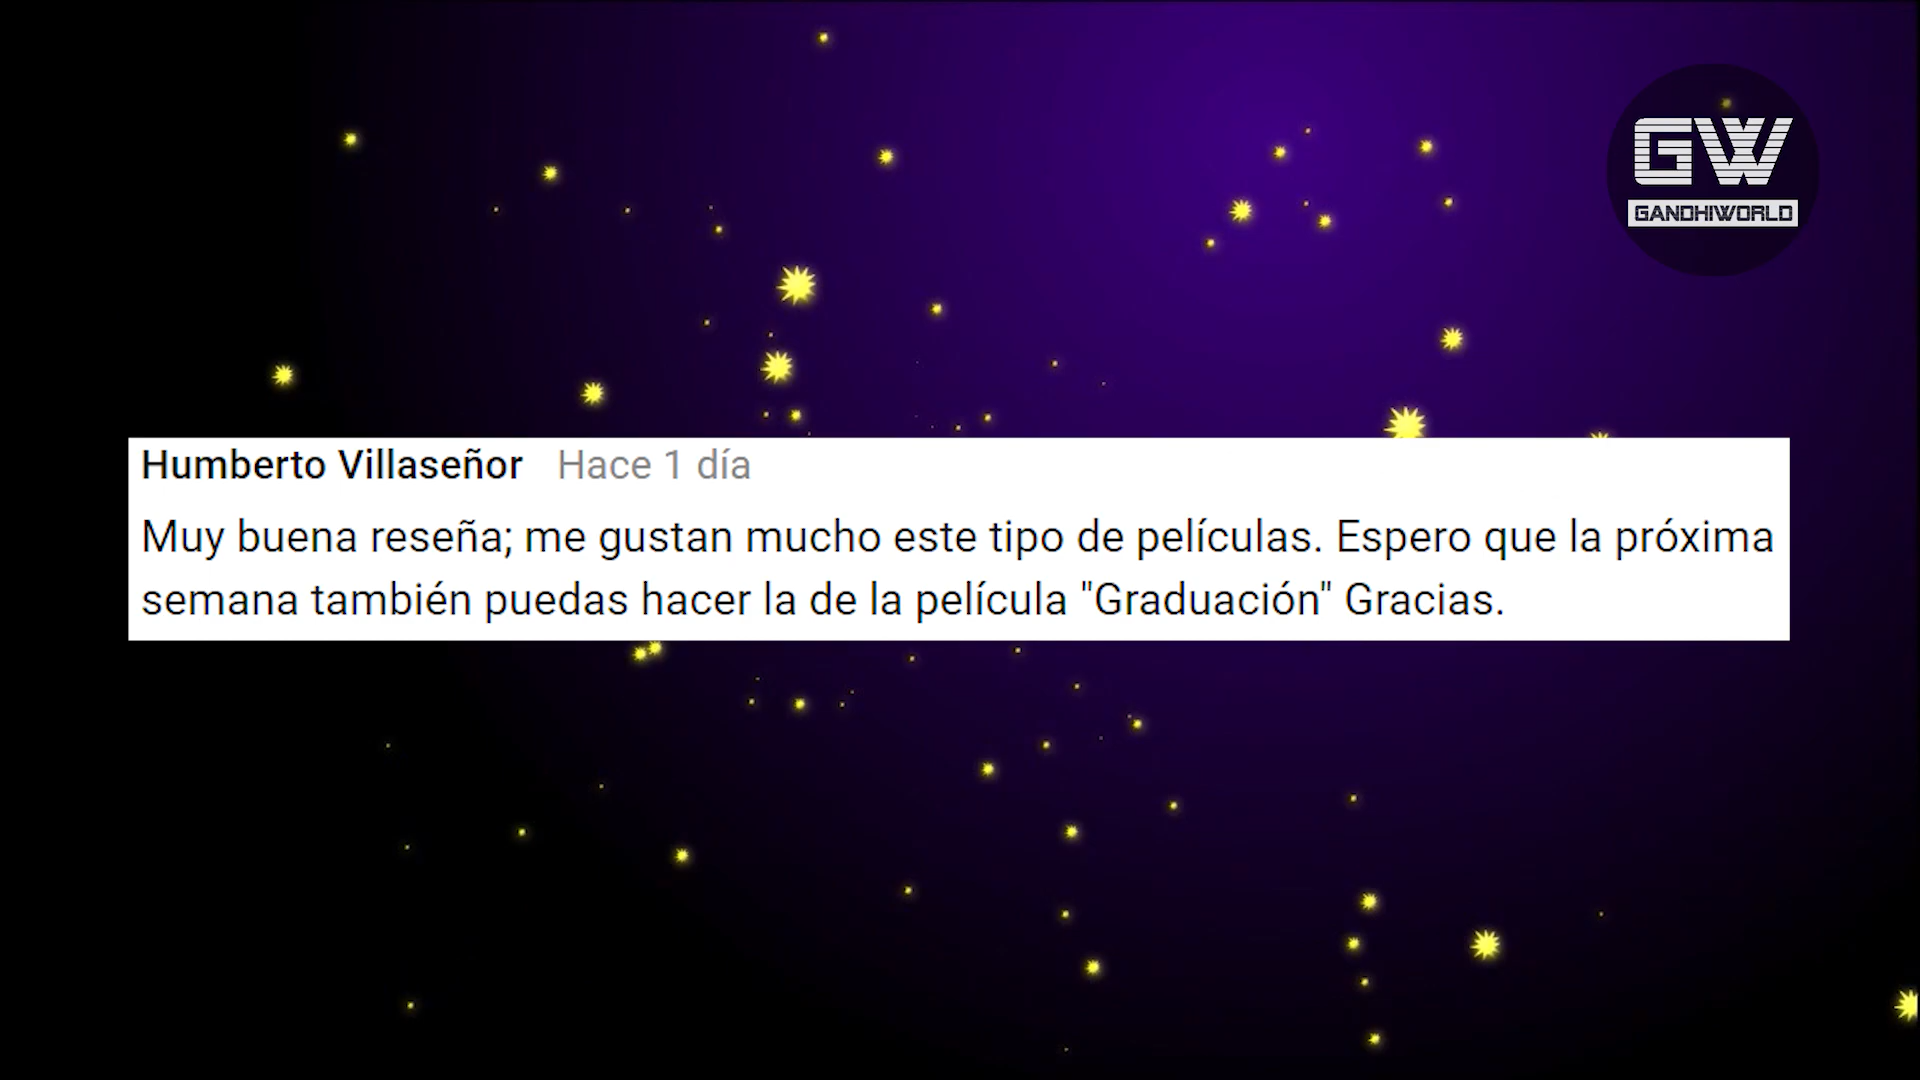 GW
GANDHIWORLD
Humberto Villaseñor Hace 1 día
Muy buena reseña; me gustan mucho este tipo de películas. Espero que la próxima
semana también puedas hacer la de la película "Graduación" Gracias.